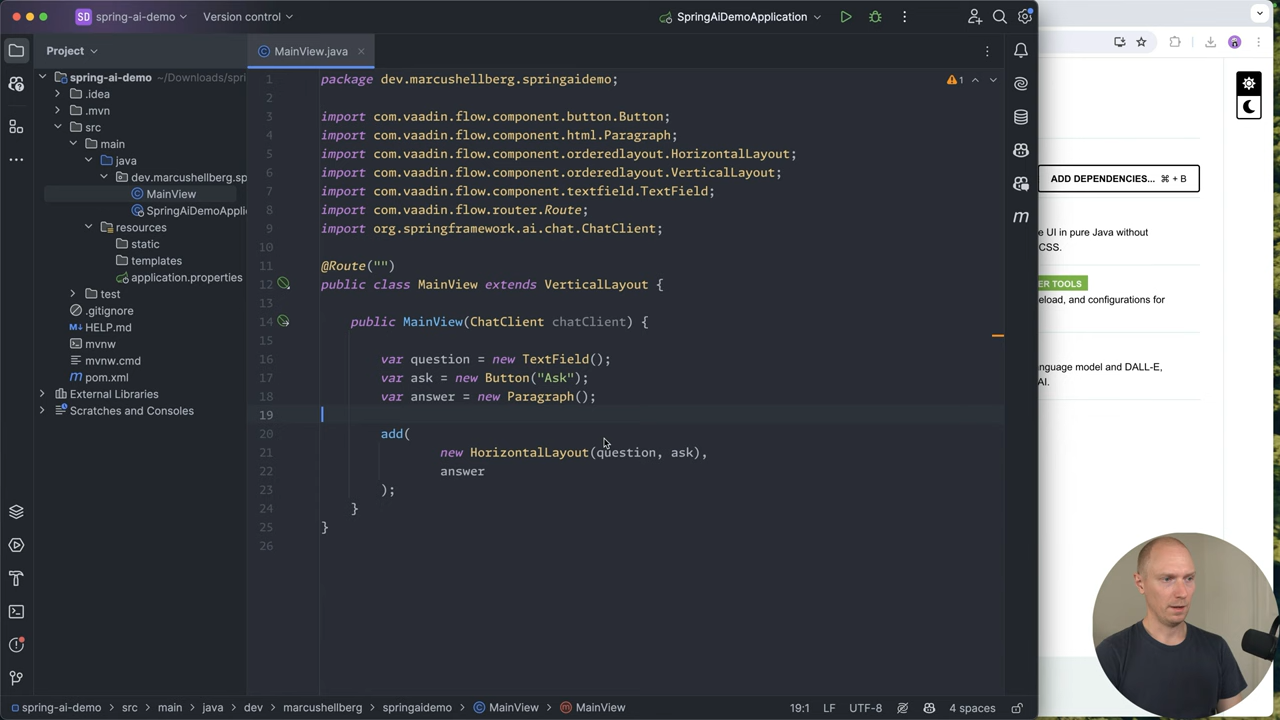 SD spring-ai-demo Version control SpringAiDemoApplication
Project
MainView.java
spring-ai-demo ~/Downloads/spri
.idea
.mvn
src
main
java
dev.marcushellberg.sp
MainView
SpringAiDemoAppli
resources
static
templates
application.properties
test
.gitignore
HELP.md
mvnw
mvnw.cmd
pom.xml
External Libraries
Scratches and Consoles
1 package dev.marcushellberg.springaidemo;
2
3 import com.vaadin.flow.component.button.Button;
4 import com.vaadin.flow.component.html.Paragraph;
5 import com.vaadin.flow.component.orderedlayout.HorizontalLayout;
6 import com.vaadin.flow.component.orderedlayout.VerticalLayout;
7 import com.vaadin.flow.component.textfield.TextField;
8 import com.vaadin.flow.router.Route;
9 import org.springframework.ai.chat.ChatClient;
10
11 @Route("")
12 public class MainView extends VerticalLayout {
13
14 public MainView(ChatClient chatClient) {
15
16 var question = new TextField();
17 var ask = new Button("Ask");
18 var answer = new Paragraph();
19
20 add(
21 new HorizontalLayout(question, ask),
22 answer
23 );
24 }
25 }
26
1
m
ADD DEPENDENCIES... ⌘ + B
e UI in pure Java without
CSS.
ER TOOLS
eload, and configurations for
nguage model and DALL-E,
AI.
spring-ai-demo > src > main > java > dev > marcushellberg > springaidemo > MainView > MainView 19:1 LF UTF-8 4 spaces